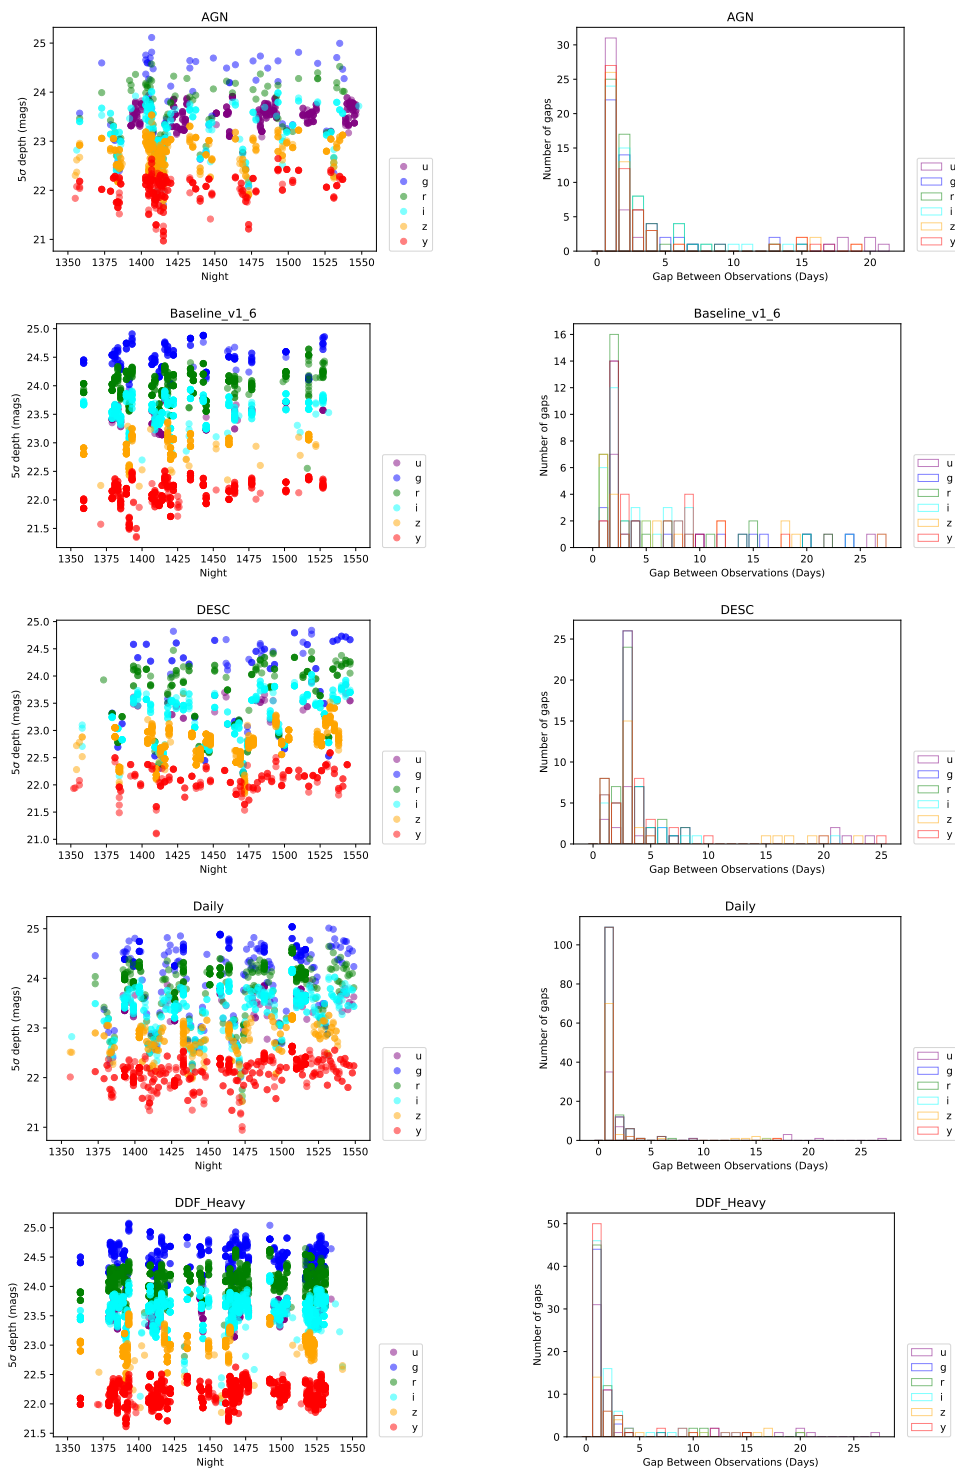 AGN
25
24
23
22
21
5σ depth (mags)
1350 1375 1400 1425 1450 1475 1500 1525 1550
Night
u
g
r
i
z
y
AGN
30
25
20
15
10
5
0
Number of gaps
0 5 10 15 20
Gap Between Observations (Days)
u
g
r
i
z
y
Baseline_v1_6
25.0
24.5
24.0
23.5
23.0
22.5
22.0
21.5
5σ depth (mags)
1350 1375 1400 1425 1450 1475 1500 1525 1550
Night
u
g
r
i
z
y
Baseline_v1_6
16
14
12
10
8
6
4
2
0
Number of gaps
0 5 10 15 20 25
Gap Between Observations (Days)
u
g
r
i
z
y
DESC
25.0
24.5
24.0
23.5
23.0
22.5
22.0
21.5
21.0
5σ depth (mags)
1350 1375 1400 1425 1450 1475 1500 1525 1550
Night
u
g
r
i
z
y
DESC
25
20
15
10
5
0
Number of gaps
0 5 10 15 20 25
Gap Between Observations (Days)
u
g
r
i
z
y
Daily
25
24
23
22
21
5σ depth (mags)
1350 1375 1400 1425 1450 1475 1500 1525 1550
Night
u
g
r
i
z
y
Daily
100
80
60
40
20
0
Number of gaps
0 5 10 15 20 25
Gap Between Observations (Days)
u
g
r
i
z
y
DDF_Heavy
25.0
24.5
24.0
23.5
23.0
22.5
22.0
21.5
5σ depth (mags)
1350 1375 1400 1425 1450 1475 1500 1525 1550
Night
u
g
r
i
z
y
DDF_Heavy
50
40
30
20
10
0
Number of gaps
0 5 10 15 20 25
Gap Between Observations (Days)
u
g
r
i
z
y